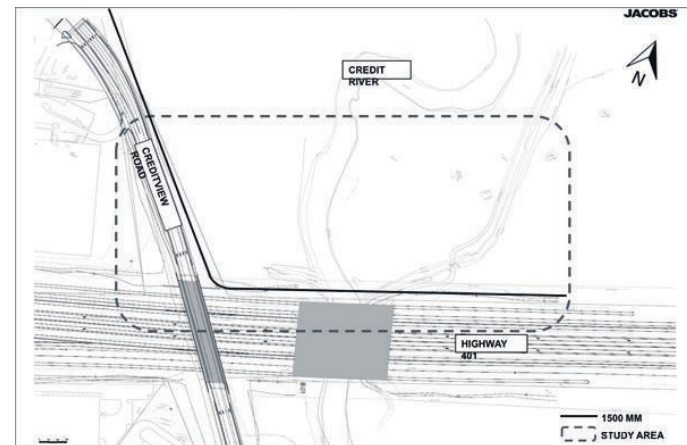 JACOBS
CREDIT
RIVER
N
CREDITVIEW
ROAD
HIGHWAY
401
1500 MM
STUDY AREA